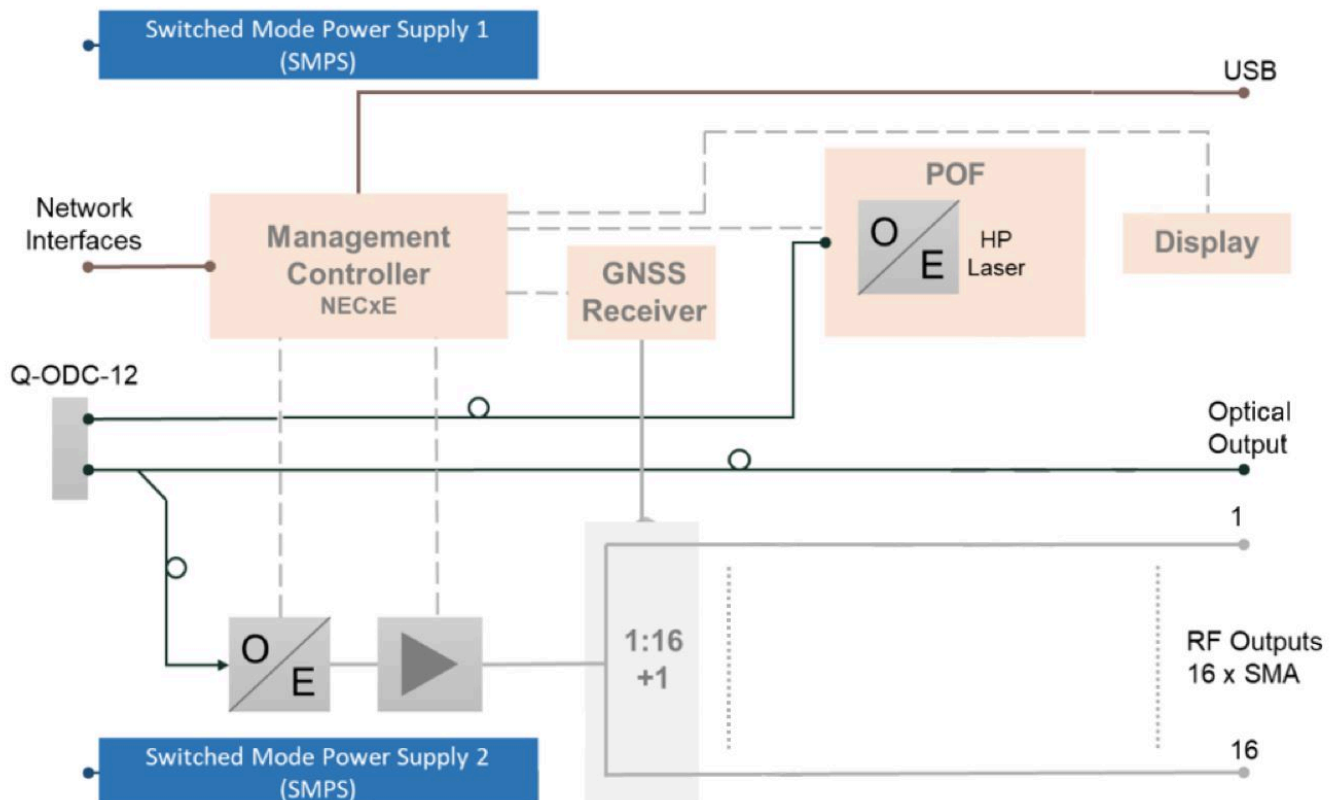 Switched Mode Power Supply 1
(SMPS)
USB
Network
Interfaces
Management
Controller
NECxE
GNSS
Receiver
POF
O
E
HP
Laser
Display
Q-ODC-12
Optical
Output
1
O
E
1:16
+1
RF Outputs
16 x SMA
16
Switched Mode Power Supply 2
(SMPS)